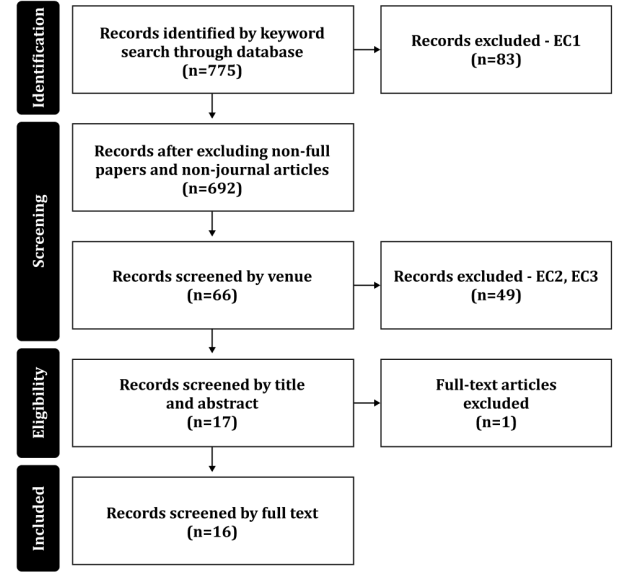 Identification
Records identified by keyword
search through database
(n=775)
Records excluded - EC1
(n=83)
Screening
Records after excluding non-full
papers and non-journal articles
(n=692)
Records screened by venue
(n=66)
Records excluded - EC2, EC3
(n=49)
Eligibility
Records screened by title
and abstract
(n=17)
Full-text articles
excluded
(n=1)
Included
Records screened by full text
(n=16)